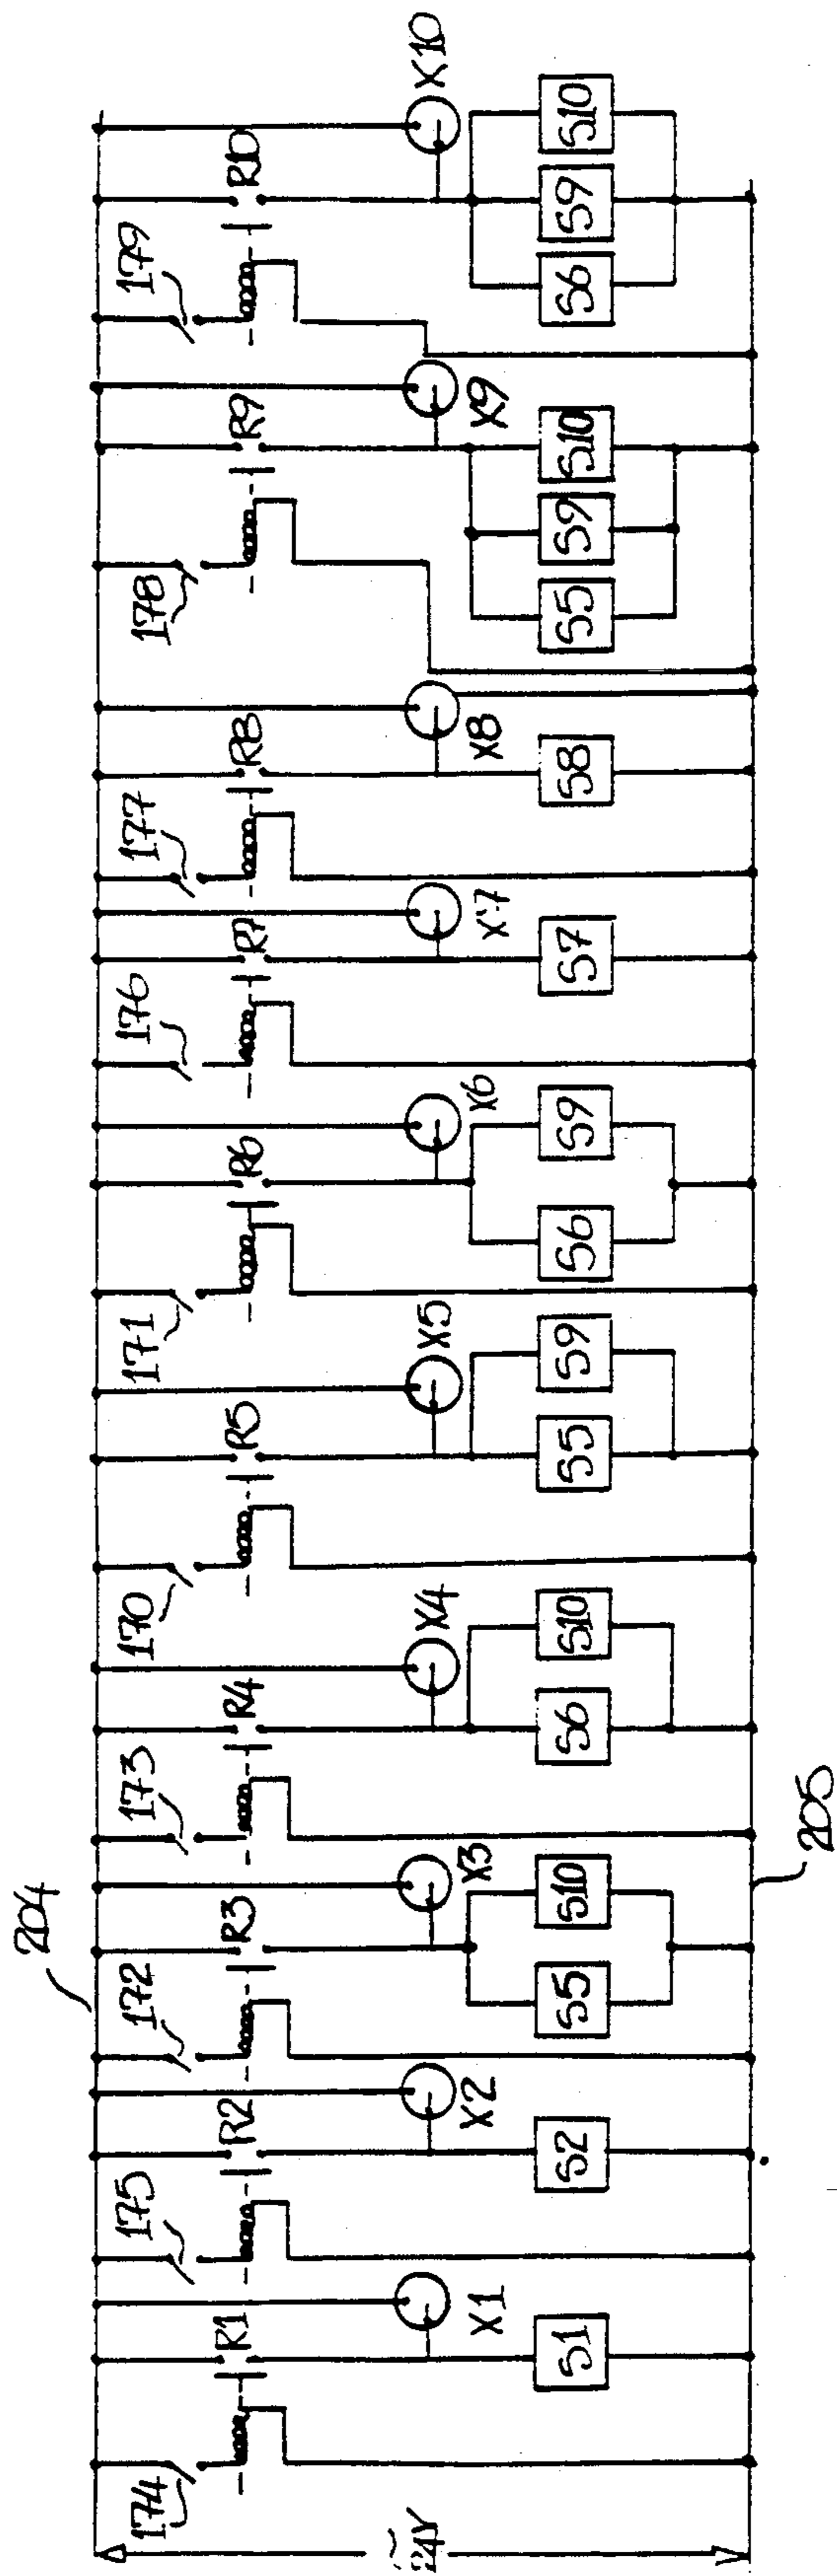 204
174 175 172 173 170 171 176 177 178 179
R1 R2 R3 R4 R5 R6 R7 R8 R9 R10
~
24V
X1 X2 X3 X4 X5 X6 X7 X8 X9 X10
S1 S2 S5 S10 S6 S10 S5 S9 S6 S9 S7 S8 S5 S9 S10 S6 S9 S10
205